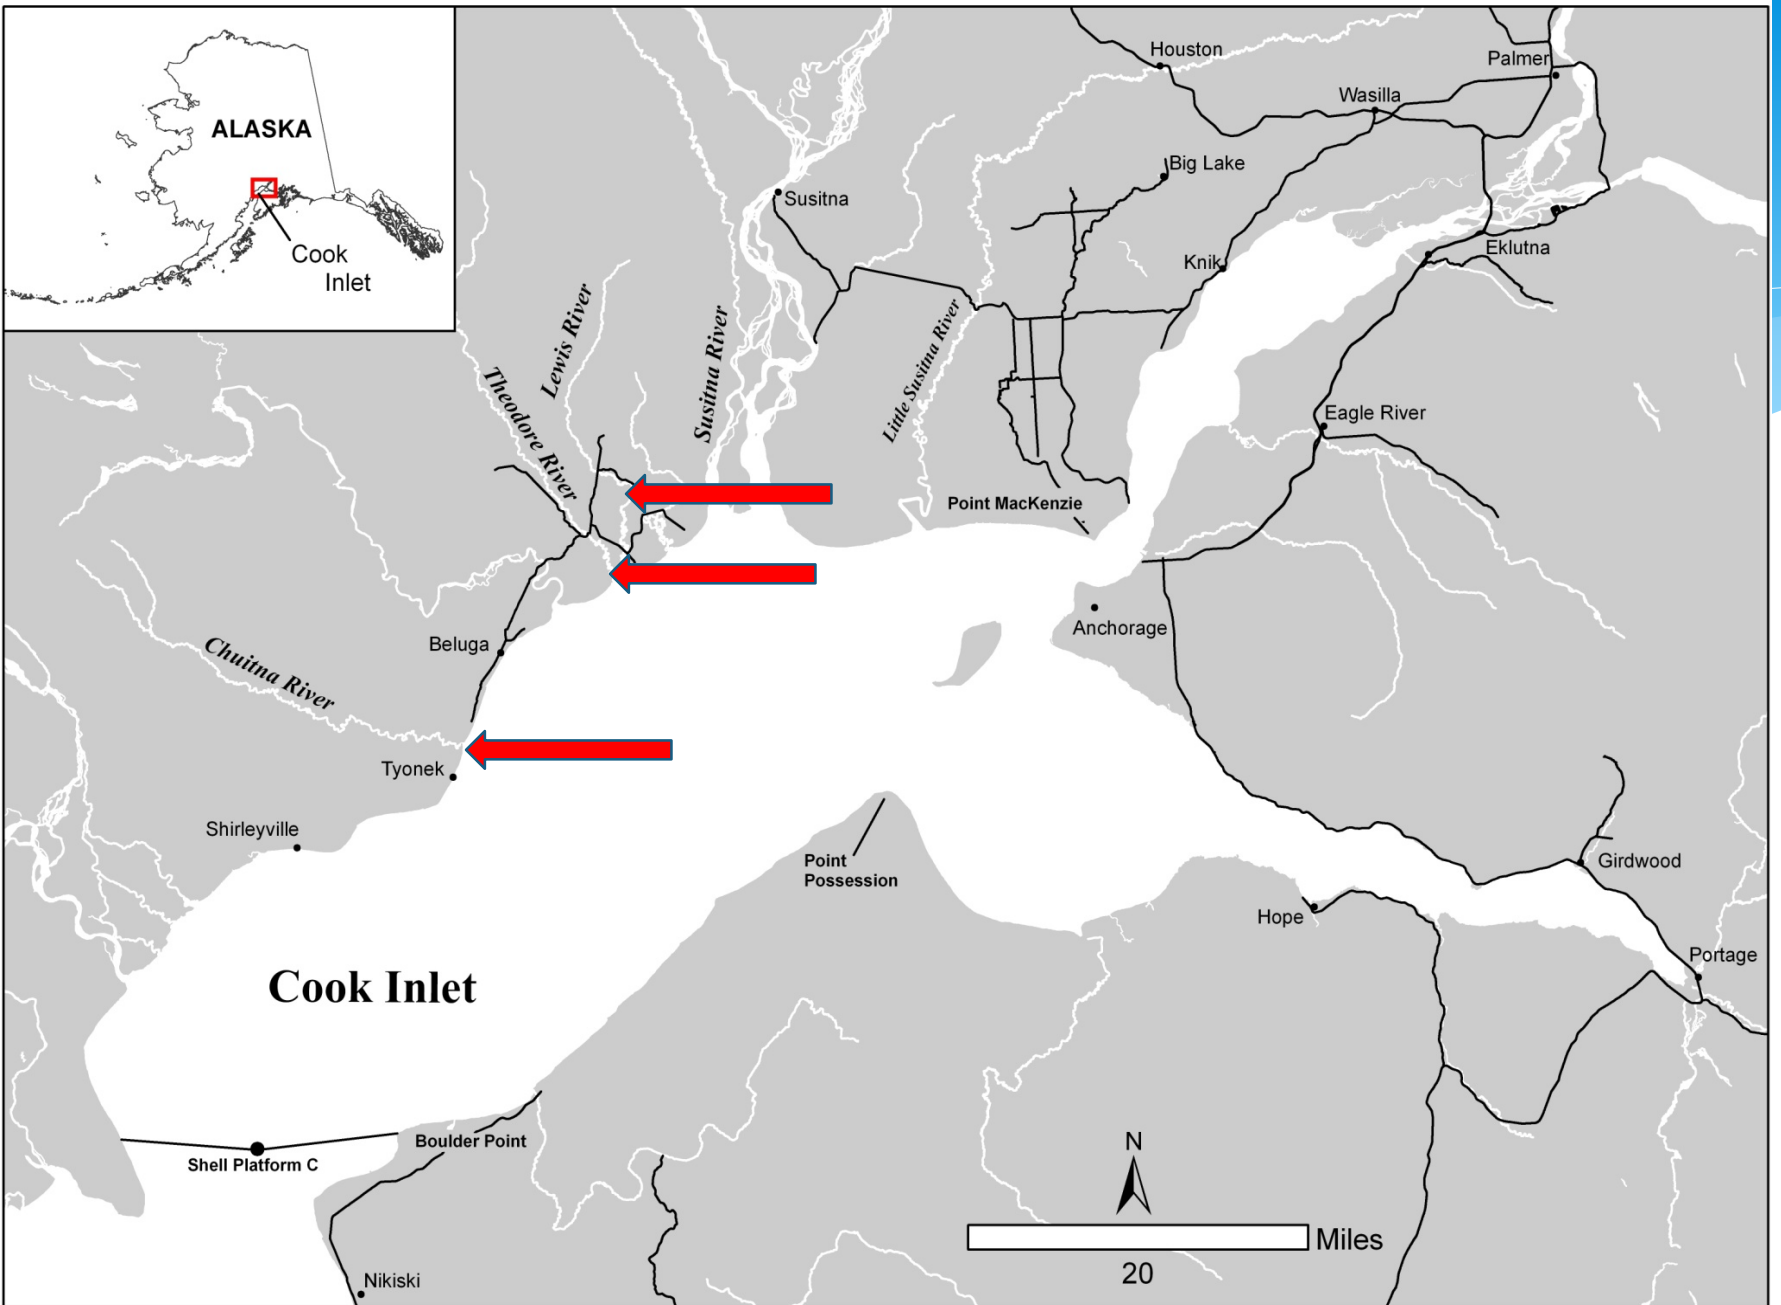 ALASKA
Cook
Inlet
Houston
Palmer
Wasilla
Big Lake
Susitna
Knik
Eklutna
Lewis River
Theodore River
Susitna River
Little Susitna River
Eagle River
Point MacKenzie
Anchorage
Beluga
Chuitna River
Tyonek
Shirleyville
Point
Possession
Girdwood
Hope
Portage
Cook Inlet
Boulder Point
Shell Platform C
N
Miles
20
Nikiski